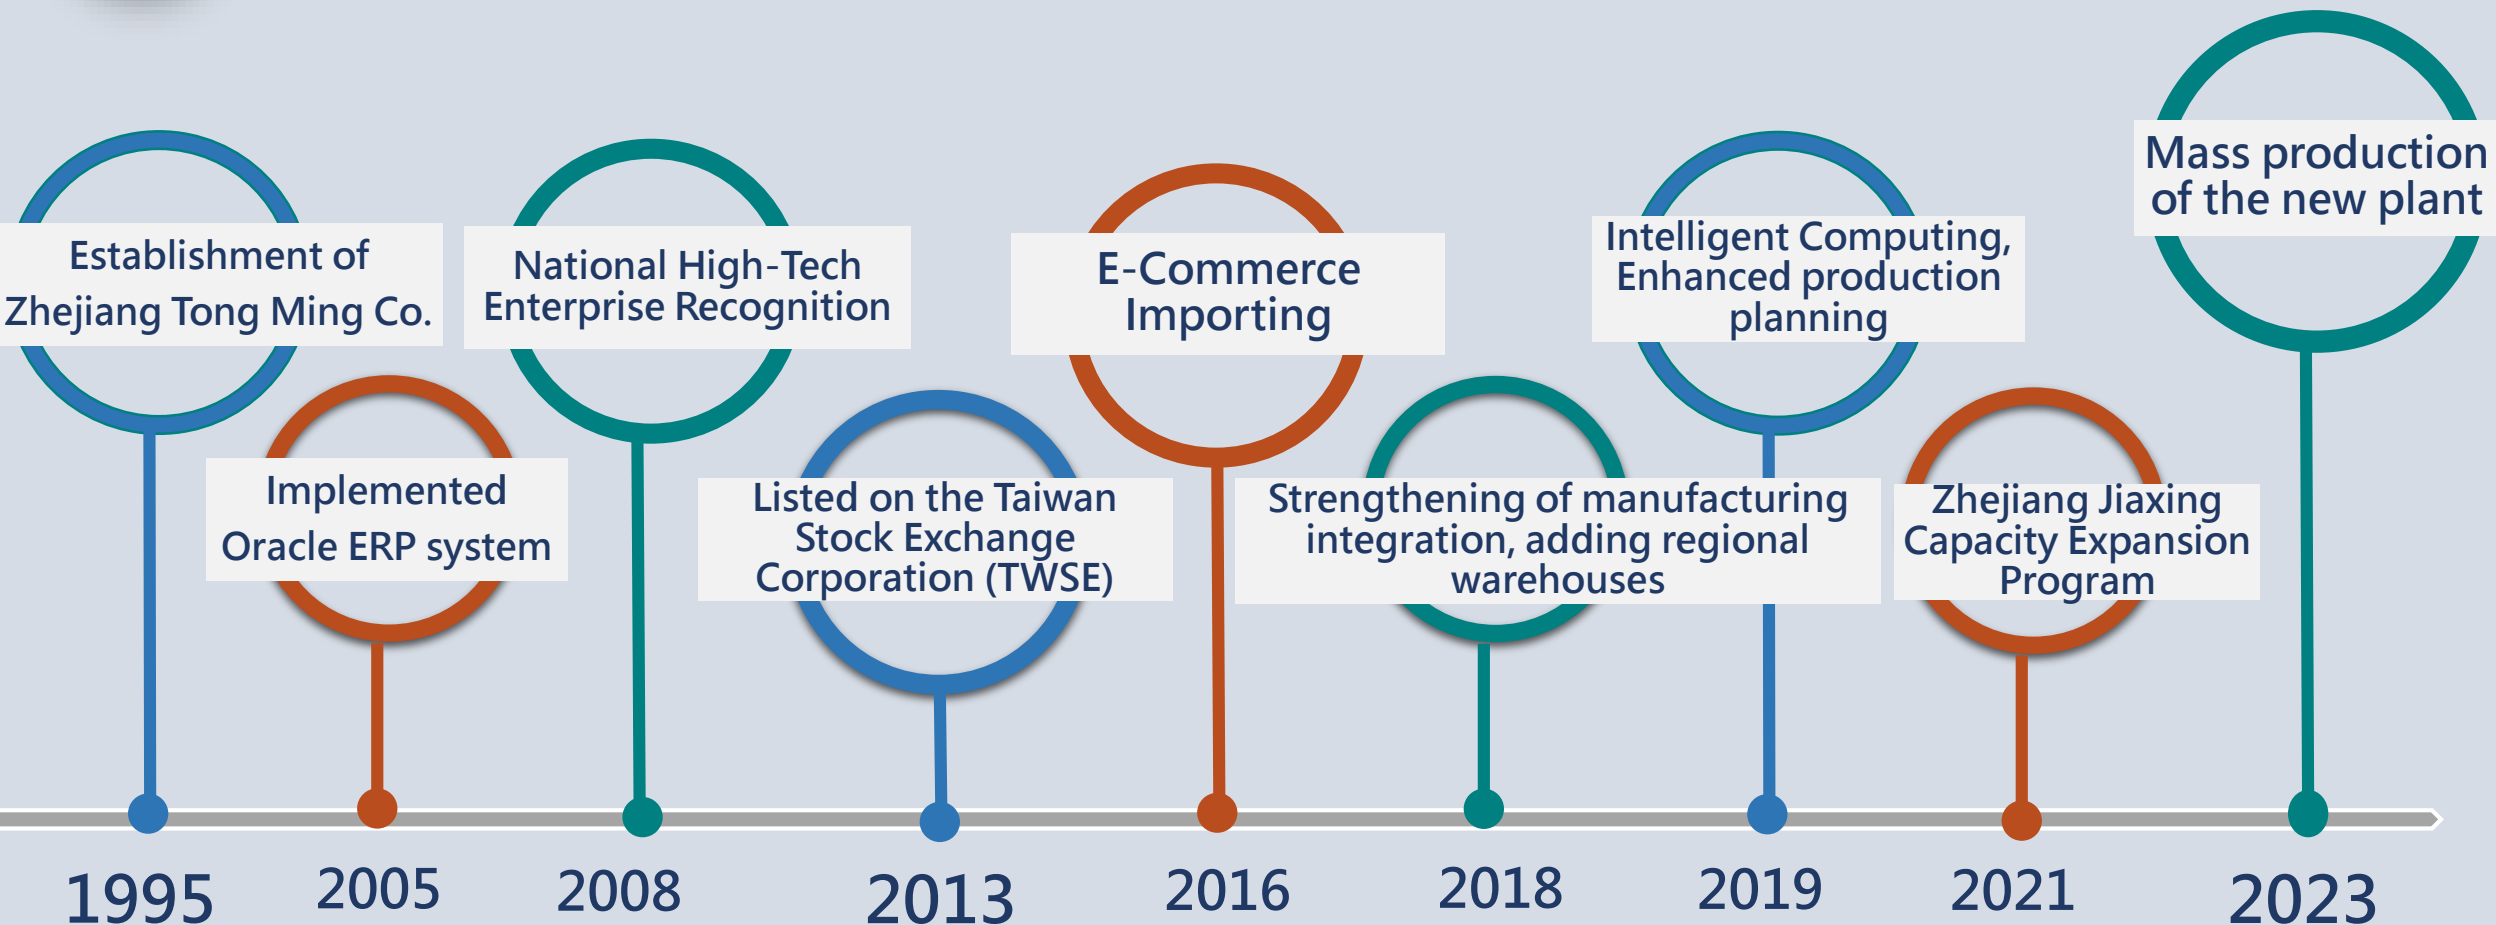 Establishment of
Zhejiang Tong Ming Co.
Implemented
Oracle ERP system
National High-Tech
Enterprise Recognition
Listed on the Taiwan
Stock Exchange
Corporation (TWSE)
E-Commerce
Importing
Strengthening of manufacturing
integration, adding regional
warehouses
Intelligent Computing,
Enhanced production
planning
Zhejiang Jiaxing
Capacity Expansion
Program
Mass production
of the new plant
1995
2005
2008
2013
2016
2018
2019
2021
2023